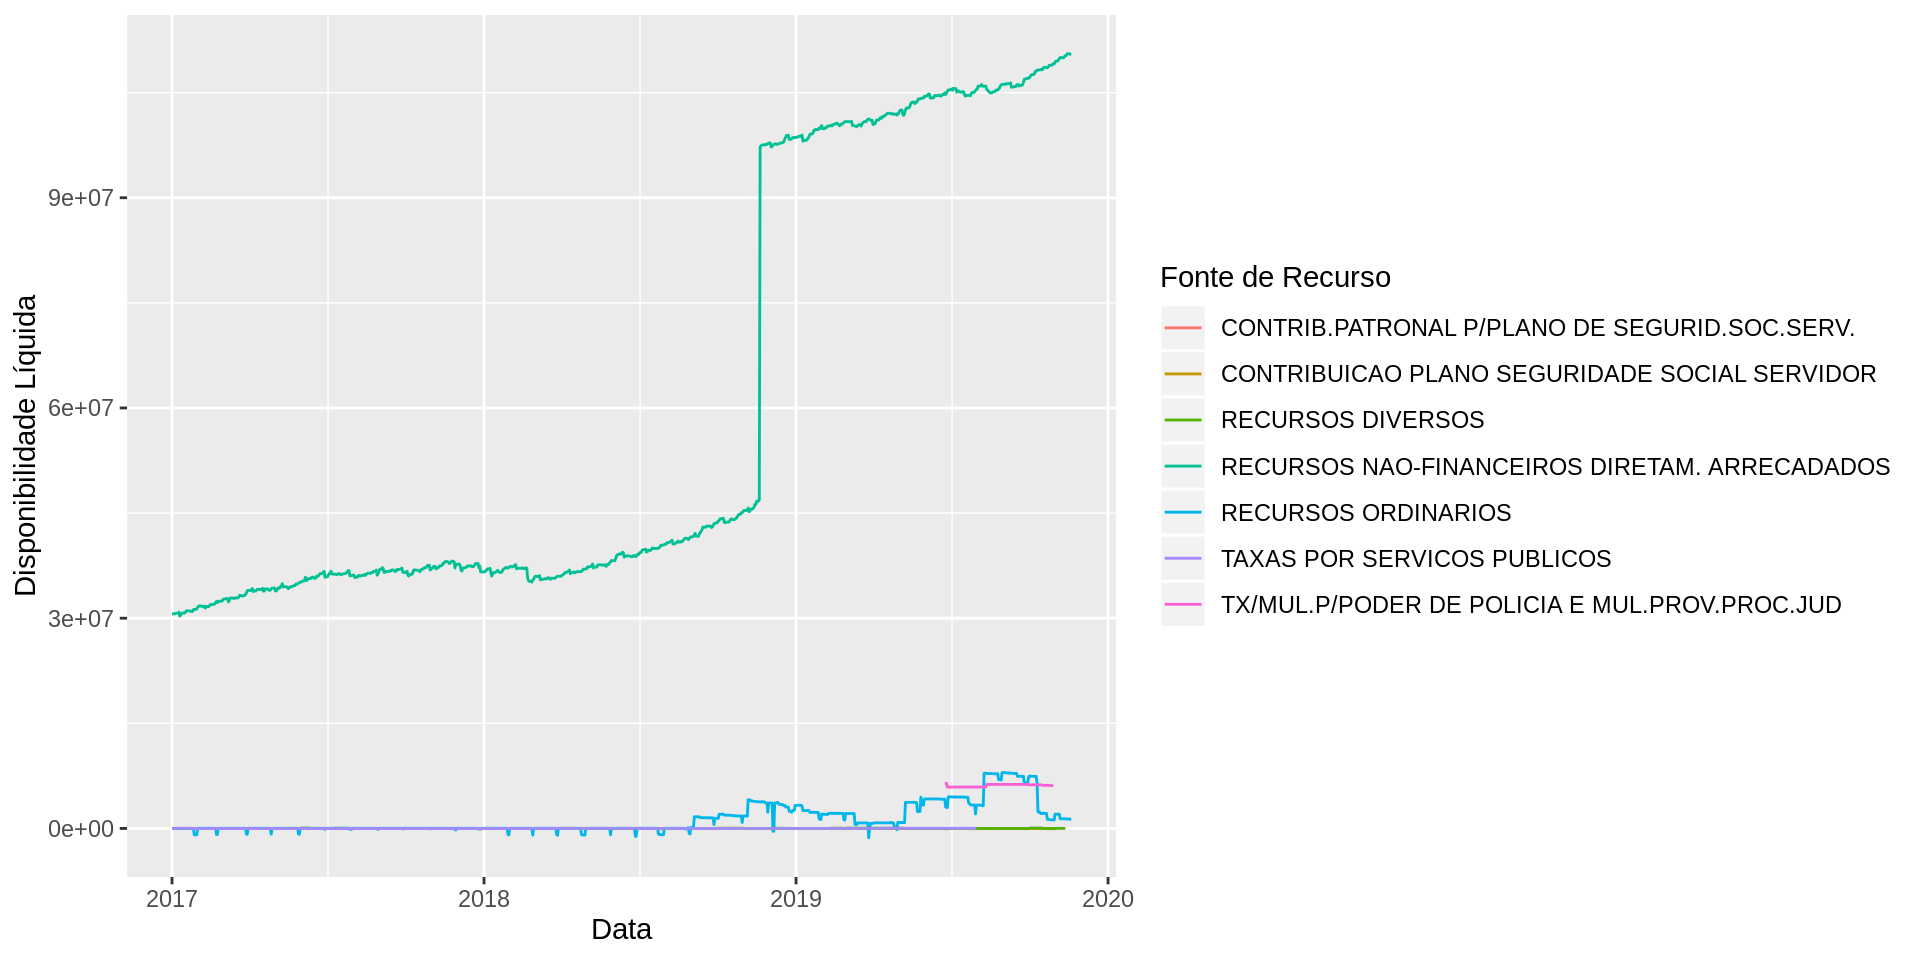 Disponibilidade Líquida
9e+07
6e+07
3e+07
0e+00
2017
2018
2019
2020
Data
Fonte de Recurso
CONTRIB.PATRONAL P/PLANO DE SEGURID.SOC.SERV.
CONTRIBUICAO PLANO SEGURIDADE SOCIAL SERVIDOR
RECURSOS DIVERSOS
RECURSOS NAO-FINANCEIROS DIRETAM. ARRECADADOS
RECURSOS ORDINARIOS
TAXAS POR SERVICOS PUBLICOS
TX/MUL.P/PODER DE POLICIA E MUL.PROV.PROC.JUD